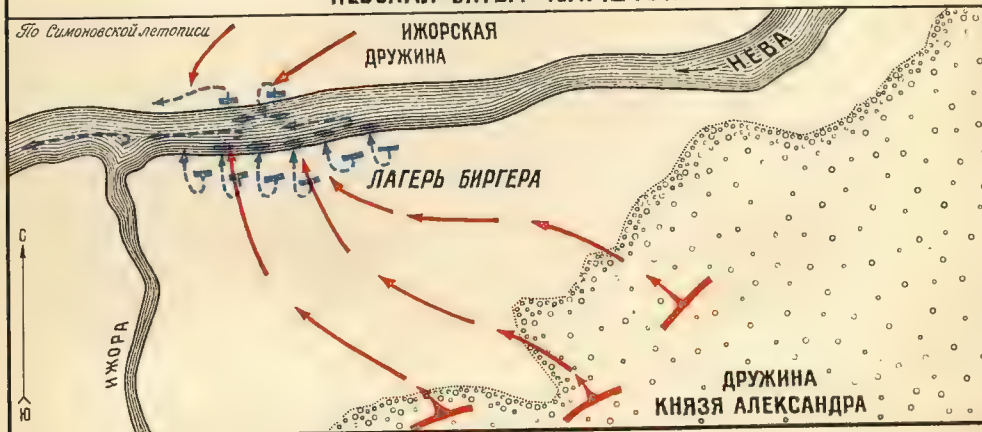 По Симоновской летописи
ИЖОРСКАЯ
ДРУЖИНА
НЕВА
ЛАГЕРЬ БИРГЕРА
С
Ю
ИЖОРА
ДРУЖИНА
КНЯЗЯ АЛЕКСАНДРА